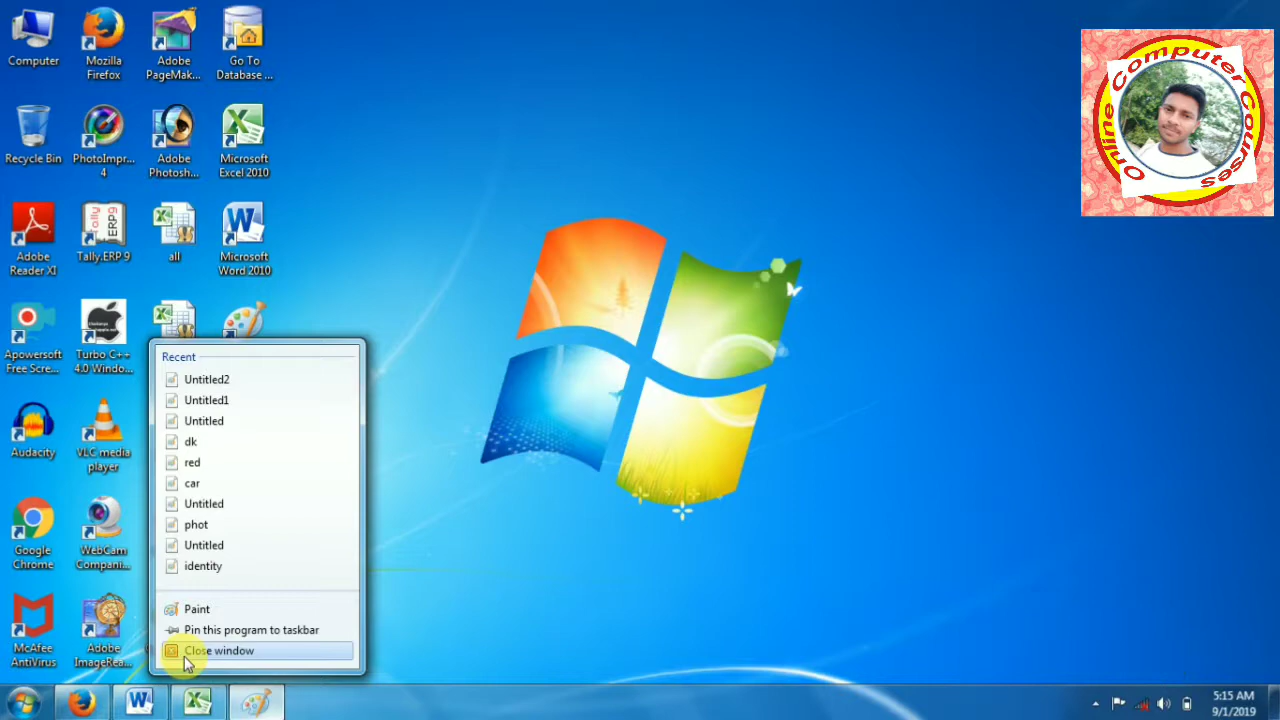 Computer
Mozilla
Firefox
Adobe
PageMak...
Go To
Database ...
Recycle Bin
PhotoImpr...
4
Adobe
Photosh...
Microsoft
Excel 2010
Adobe
Reader XI
Tally
ERP9
Tally.ERP 9
all
Microsoft
Word 2010
Apowersoft
Free Scre...
Turbo C++
4.0 Windo...
Audacity
VLC media
player
Google
Chrome
WebCam
Compani...
McAfee
AntiVirus
Adobe
ImageRea...
Recent
Untitled2
Untitled1
Untitled
dk
red
car
Untitled
phot
Untitled
identity
Paint
Pin this program to taskbar
Close window
Online Computer Courses
5:15 AM
9/1/2019